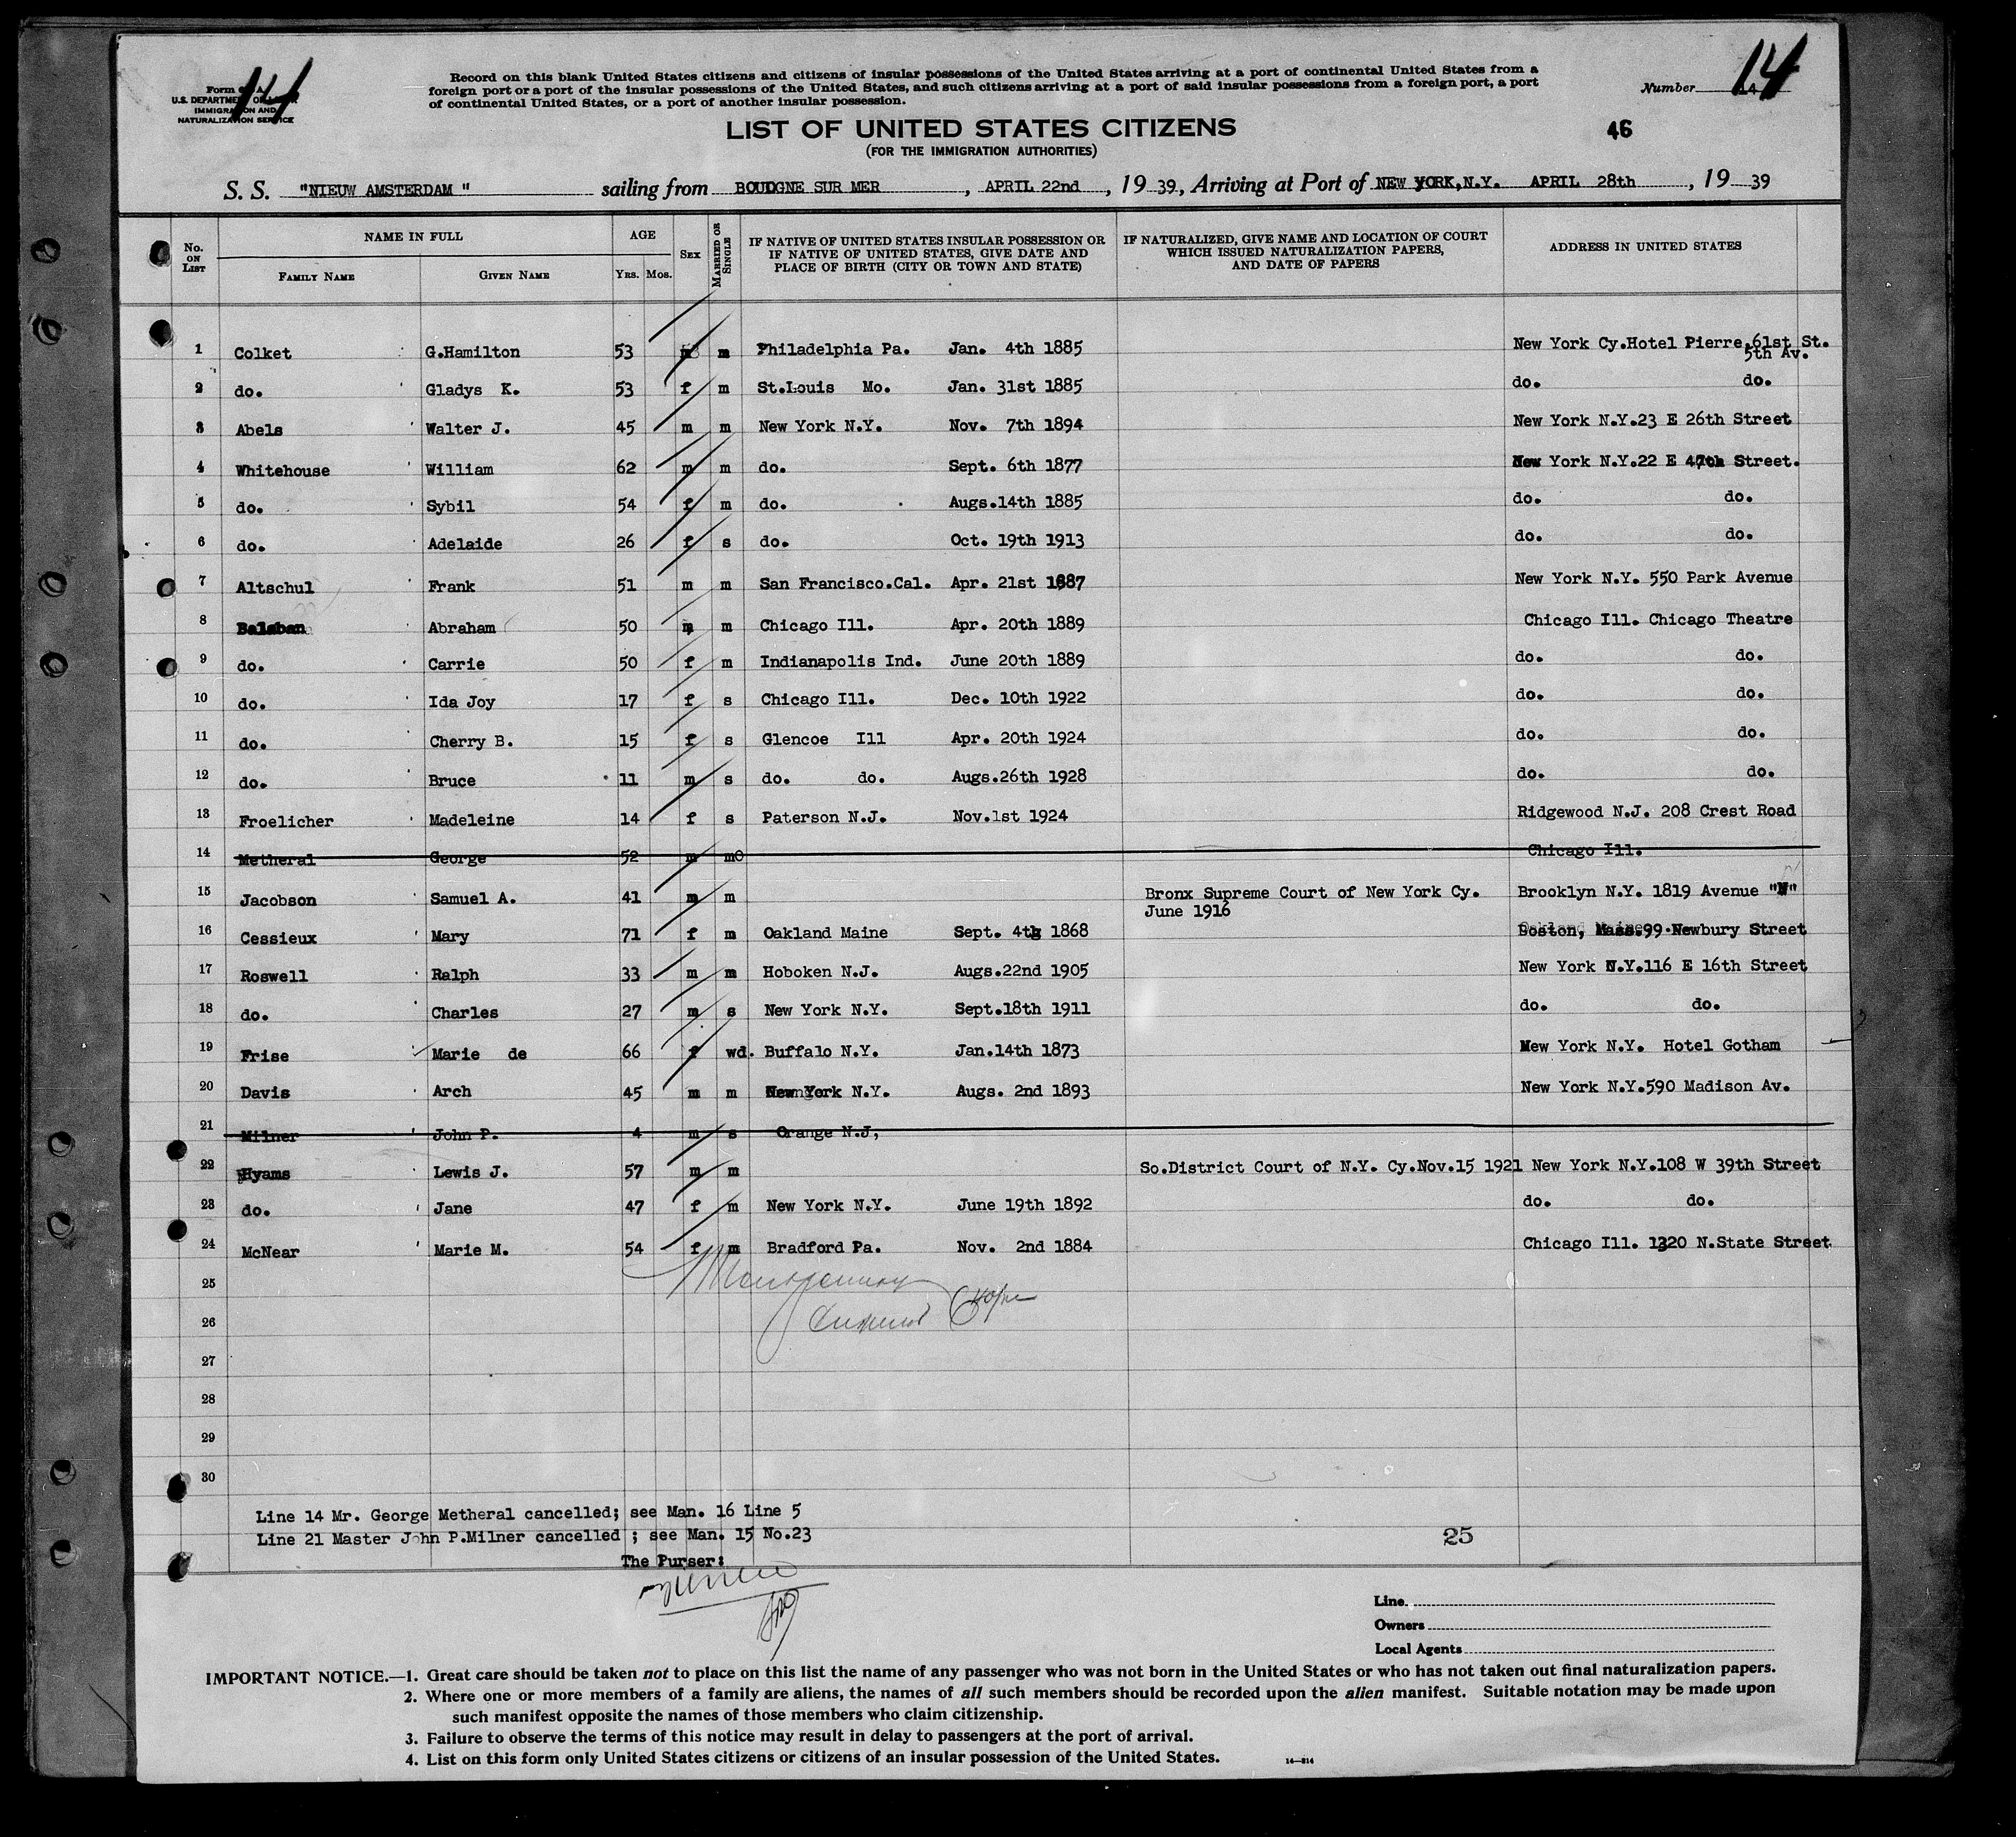 14
14
Form
U.S. DEPARTMENT OF LABOR
IMMIGRATION AND
NATURALIZATION SERVICE
Record on this blank United States citizens and citizens of insular possessions of the United States arriving at a port of continental United States from a
foreign port or a port of the insular possessions of the United States, and such citizens arriving at a port of said insular possessions from a foreign port, a port
of continental United States, or a port of another insular possession.
Number
LIST OF UNITED STATES CITIZENS
46
(FOR THE IMMIGRATION AUTHORITIES)
S. S. "NIEUW AMSTERDAM " sailing from BOULOGNE SUR MER , APRIL 22nd , 19 39, Arriving at Port of NEW YORK,N.Y. APRIL 28th , 19 39
No. ON LIST NAME IN FULL AGE SEX MARRIED OR SINGLE IF NATIVE OF UNITED STATES INSULAR POSSESSION OR IF NATIVE OF UNITED STATES, GIVE DATE AND PLACE OF BIRTH (CITY OR TOWN AND STATE) IF NATURALIZED, GIVE NAME AND LOCATION OF COURT WHICH ISSUED NATURALIZATION PAPERS, AND DATE OF PAPERS ADDRESS IN UNITED STATES
FAMILY NAME GIVEN NAME YRS. MOS.
1 Colket G.Hamilton 53 m m Philadelphia Pa. Jan. 4th 1885 New York Cy.Hotel Pierre,61st St.
5th Av.
2 do. Gladys K. 53 f m St.Louis Mo. Jan. 31st 1885 do. do.
3 Abels Walter J. 45 m m New York N.Y. Nov. 7th 1894 New York N.Y.23 E 26th Street
4 Whitehouse William 62 m m do. Sept. 6th 1877 New York N.Y.22 E 47th Street.
5 do. Sybil 54 f m do. Augs.14th 1885 do. do.
6 do. Adelaide 26 f s do. Oct. 19th 1913 do. do.
7 Altschul Frank 51 m m San Francisco.Cal. Apr. 21st 1887 New York N.Y. 550 Park Avenue
8 Balaban Abraham 50 m m Chicago Ill. Apr. 20th 1889 Chicago Ill. Chicago Theatre
9 do. Carrie 50 f m Indianapolis Ind. June 20th 1889 do. do.
10 do. Ida Joy 17 f s Chicago Ill. Dec. 10th 1922 do. do.
11 do. Cherry B. 15 f s Glencoe Ill Apr. 20th 1924 do. do.
12 do. Bruce 11 m s do. do. Augs.26th 1928 do. do.
13 Froelicher Madeleine 14 f s Paterson N.J. Nov.1st 1924 Ridgewood N.J. 208 Crest Road
14 Metheral George 52 m m Chicago Ill.
15 Jacobson Samuel A. 41 m m Bronx Supreme Court of New York Cy. Brooklyn N.Y. 1819 Avenue "N"
June 1916
16 Cessieux Mary 71 f m Oakland Maine Sept. 4th 1868 Boston, Mass.99 Newbury Street
17 Roswell Ralph 33 m m Hoboken N.J. Augs.22nd 1905 New York N.Y.116 E 16th Street
18 do. Charles 27 m s New York N.Y. Sept.18th 1911 do. do.
19 Frise Marie de 66 f wd. Buffalo N.Y. Jan.14th 1873 New York N.Y. Hotel Gotham
20 Davis Arch 45 m m New York N.Y. Augs. 2nd 1893 New York N.Y.590 Madison Av.
21 Milner John P. 4 m s Orange N.J,
22 Hyams Lewis J. 57 m m So.District Court of N.Y. Cy.Nov.15 1921 New York N.Y.108 W 39th Street
23 do. Jane 47 f m New York N.Y. June 19th 1892 do. do.
24 McNear Marie M. 54 f m Bradford Pa. Nov. 2nd 1884 Chicago Ill. 1320 N.State Street
25
26
27
28
29
30
Line 14 Mr. George Metheral cancelled; see Man. 16 Line 5
Line 21 Master John P.Milner cancelled ; see Man. 15 No.23
25
The Purser:
Line
Owners
Local Agents
IMPORTANT NOTICE.—1. Great care should be taken not to place on this list the name of any passenger who was not born in the United States or who has not taken out final naturalization papers.
2. Where one or more members of a family are aliens, the names of all such members should be recorded upon the alien manifest. Suitable notation may be made upon
such manifest opposite the names of those members who claim citizenship.
3. Failure to observe the terms of this notice may result in delay to passengers at the port of arrival.
4. List on this form only United States citizens or citizens of an insular possession of the United States.
14—814